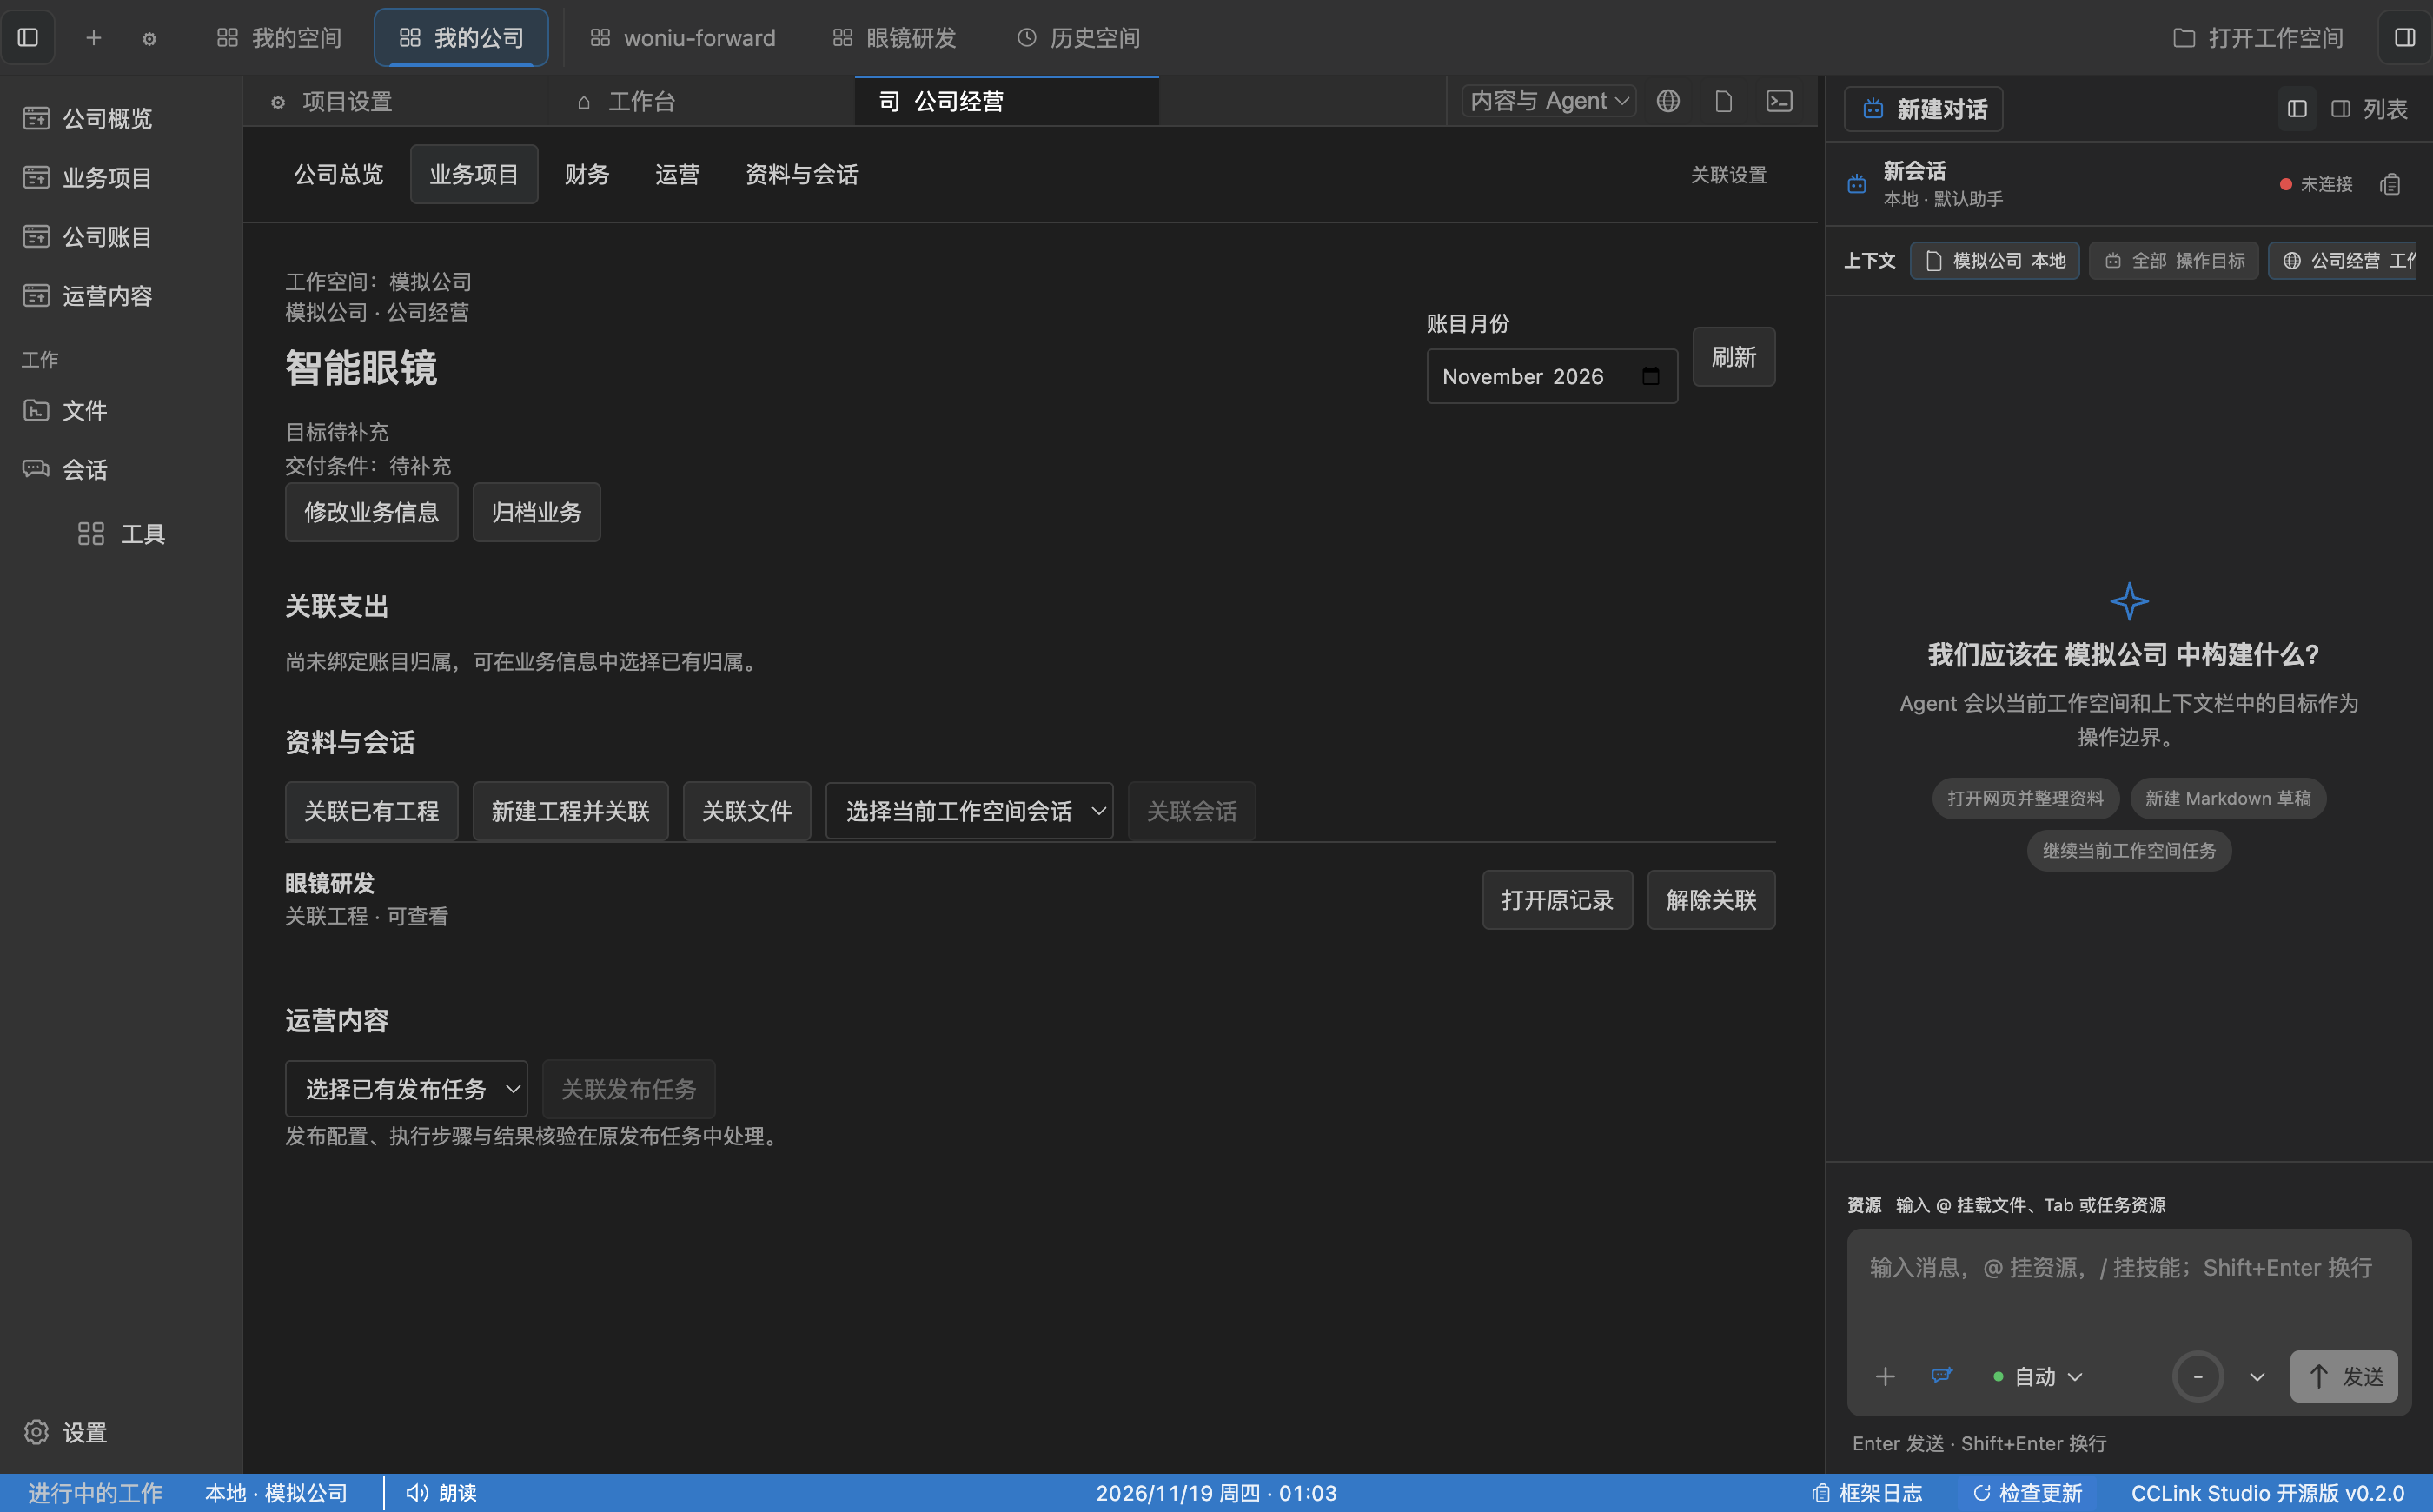 我的空间
我的公司
woniu-forward
眼镜研发
历史空间
打开工作空间
公司概览
业务项目
公司账目
运营内容
工作
文件
会话
工具
设置
项目设置
工作台
司 公司经营
内容与 Agent
公司总览
业务项目
财务
运营
资料与会话
关联设置
工作空间：模拟公司
模拟公司 · 公司经营
智能眼镜
账目月份
November 2026
刷新
目标待补充
交付条件：待补充
修改业务信息
归档业务
关联支出
尚未绑定账目归属，可在业务信息中选择已有归属。
资料与会话
关联已有工程
新建工程并关联
关联文件
选择当前工作空间会话
关联会话
眼镜研发
关联工程 · 可查看
打开原记录
解除关联
运营内容
选择已有发布任务
关联发布任务
发布配置、执行步骤与结果核验在原发布任务中处理。
新建对话
列表
新会话
本地 · 默认助手
未连接
上下文
模拟公司 本地
全部 操作目标
公司经营
我们应该在 模拟公司 中构建什么？
Agent 会以当前工作空间和上下文栏中的目标作为
操作边界。
打开网页并整理资料
新建 Markdown 草稿
继续当前工作空间任务
资源 输入 @ 挂载文件、Tab 或任务资源
输入消息，@ 挂资源，/ 挂技能；Shift+Enter 换行
自动
-
发送
Enter 发送 · Shift+Enter 换行
进行中的工作
本地 · 模拟公司
朗读
2026/11/19 周四 · 01:03
框架日志
检查更新
CCLink Studio 开源版 v0.2.0